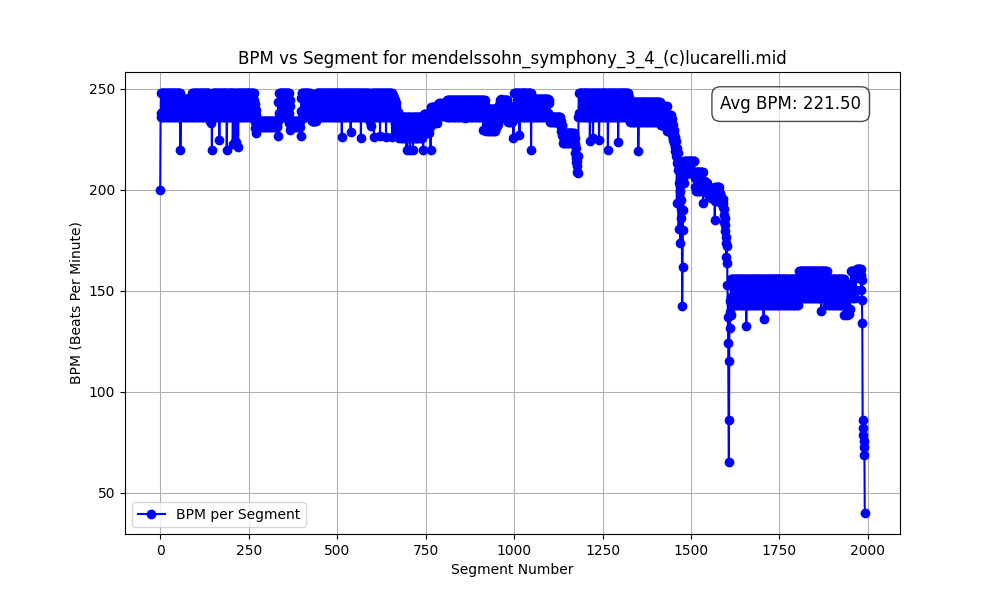 BPM vs Segment for mendelssohn_symphony_3_4_(c)lucarelli.mid
Avg BPM: 221.50
BPM (Beats Per Minute)
250
200
150
100
50
BPM per Segment
0 250 500 750 1000 1250 1500 1750 2000
Segment Number